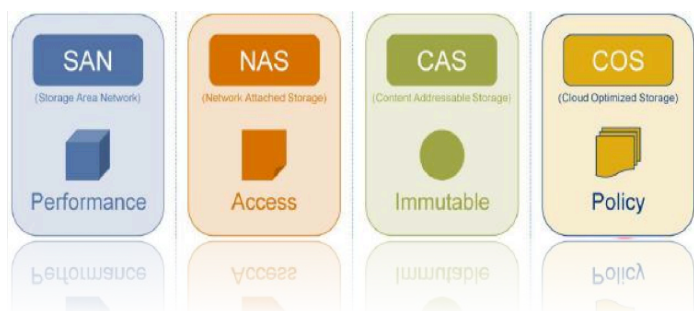 SAN
(Storage Area Network)
Performance
NAS
(Network Attached Storage)
Access
CAS
(Content Addressable Storage)
Immutable
COS
(Cloud Optimized Storage)
Policy